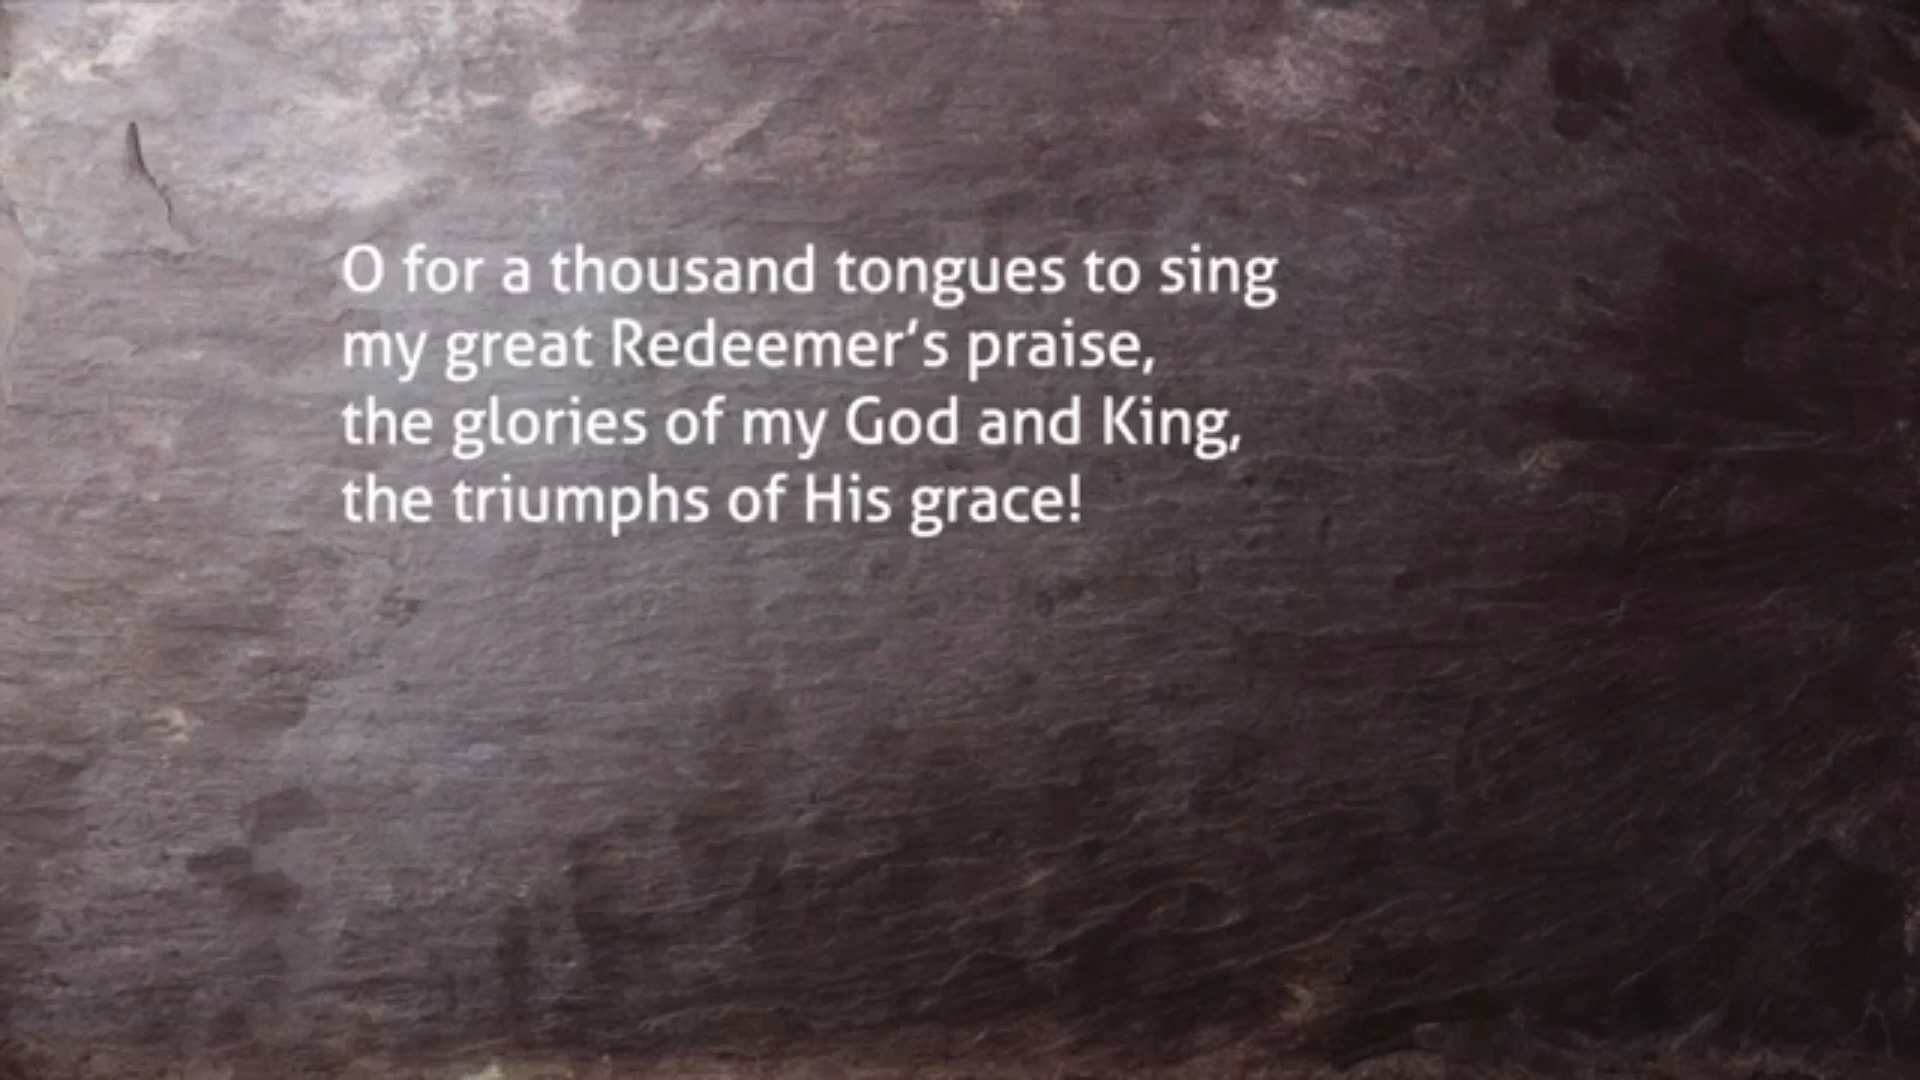 O for a thousand tongues to sing
my great Redeemer’s praise,
the glories of my God and King,
the triumphs of His grace!